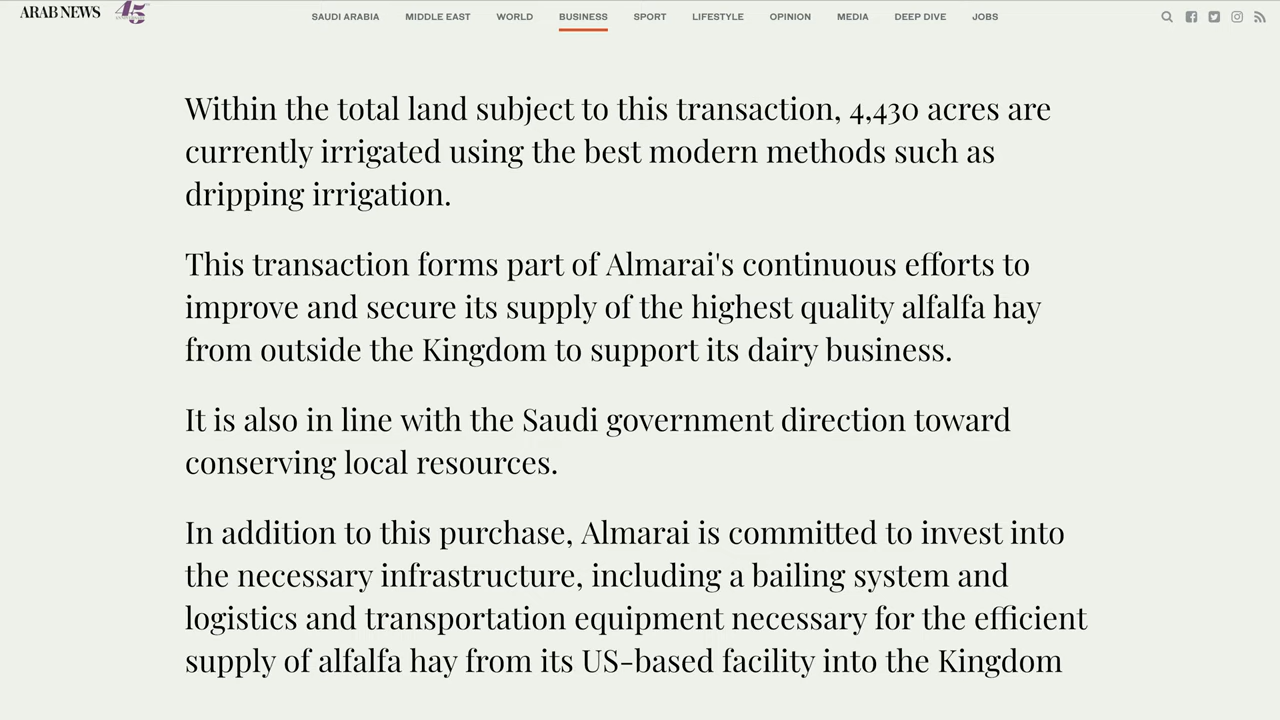 ARAB NEWS 45 SAUDI ARABIA MIDDLE EAST WORLD BUSINESS SPORT LIFESTYLE OPINION MEDIA DEEP DIVE JOBS
Within the total land subject to this transaction, 4,430 acres are
currently irrigated using the best modern methods such as
dripping irrigation.
This transaction forms part of Almarai's continuous efforts to
improve and secure its supply of the highest quality alfalfa hay
from outside the Kingdom to support its dairy business.
It is also in line with the Saudi government direction toward
conserving local resources.
In addition to this purchase, Almarai is committed to invest into
the necessary infrastructure, including a bailing system and
logistics and transportation equipment necessary for the efficient
supply of alfalfa hay from its US-based facility into the Kingdom